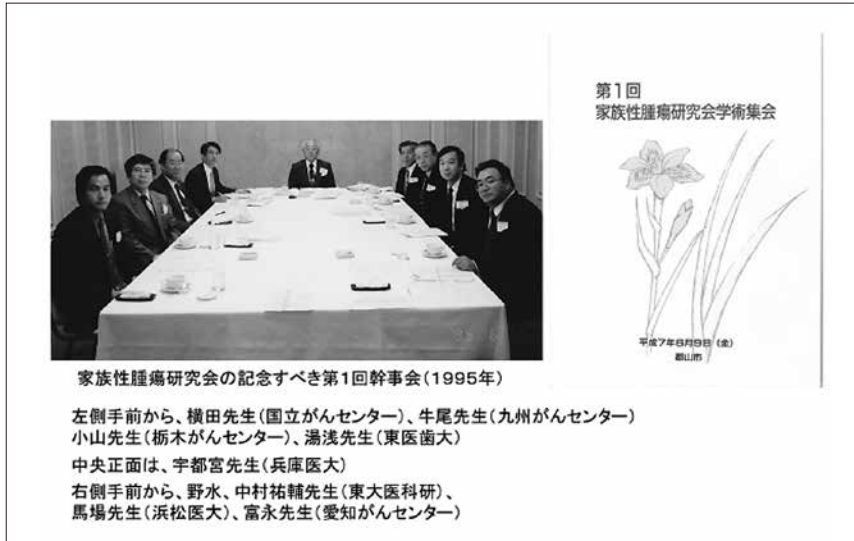 第1回
家族性腫瘍研究会学術集会
平成7年6月9日（金）
郡山市
家族性腫瘍研究会の記念すべき第1回幹事会（1995年）
左側手前から、横田先生（国立がんセンター）、牛尾先生（九州がんセンター）
小山先生（栃木がんセンター）、湯浅先生（東医歯大）
中央正面は、宇都宮先生（兵庫医大）
右側手前から、野水、中村祐輔先生（東大医科研）、
馬場先生（浜松医大）、富永先生（愛知がんセンター）